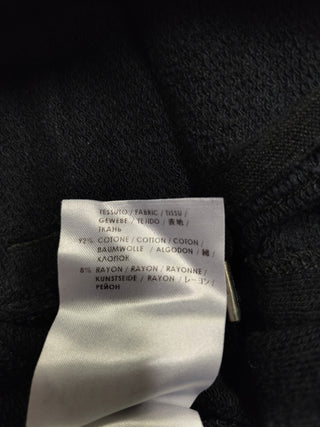 TESSUTO / FABRIC / TISSU /
GEWEBE / TEJIDO / 表地 /
ТКАНЬ
92% COTONE / COTTON / COTON /
BAUMWOLLE / ALGODON / 綿 /
ХЛОПОК
8% RAYON / RAYON / RAYONNE /
KUNSTSEIDE / RAYON / レーヨン /
РЕЙОН